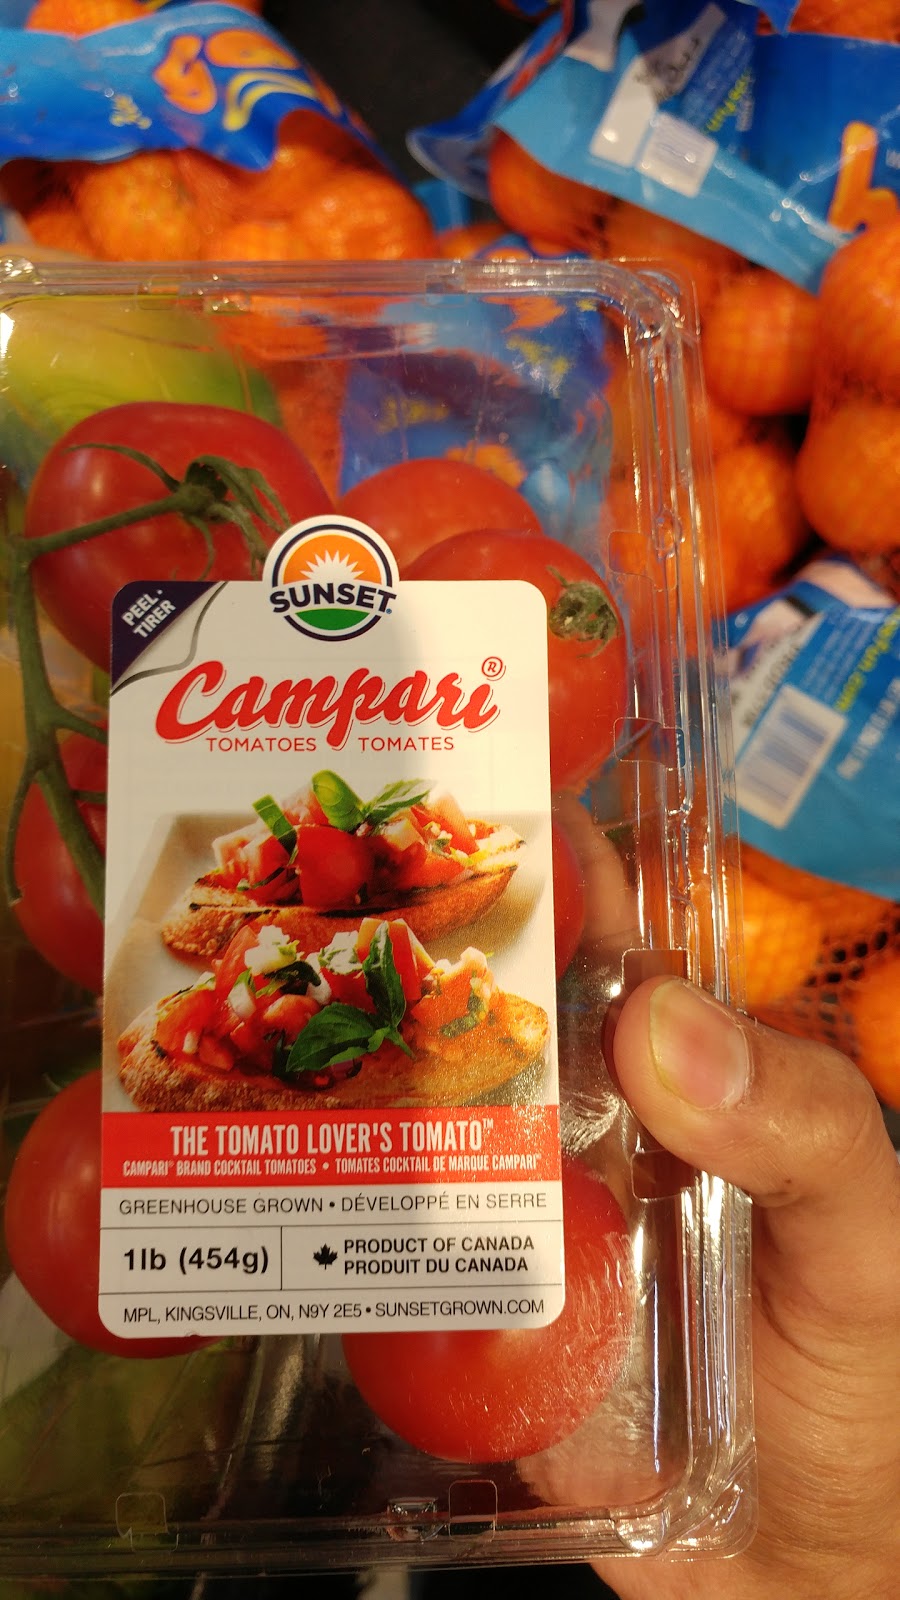 PEEL •
TIRER
SUNSET®
Campari®
TOMATOES TOMATES
THE TOMATO LOVER'S TOMATO™
CAMPARI® BRAND COCKTAIL TOMATOES • TOMATES COCKTAIL DE MARQUE CAMPARI®
GREENHOUSE GROWN • DÉVELOPPÉ EN SERRE
1lb (454g)
PRODUCT OF CANADA
PRODUIT DU CANADA
MPL, KINGSVILLE, ON, N9Y 2E5 • SUNSETGROWN.COM